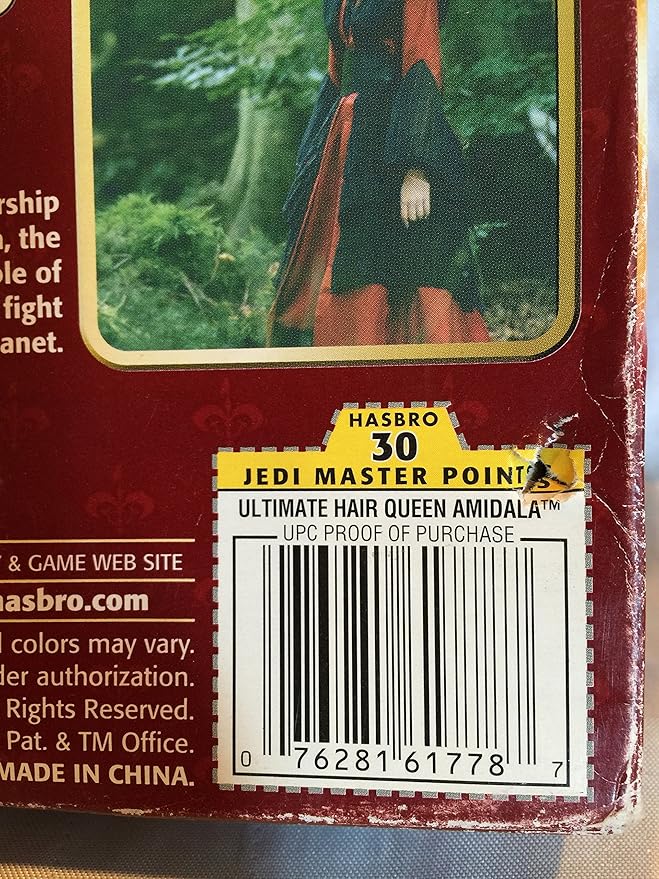 rship
, the
le of
fight
anet.
HASBRO
30
JEDI MASTER POINTS
ULTIMATE HAIR QUEEN AMIDALA™
UPC PROOF OF PURCHASE
& GAME WEB SITE
hasbro.com
colors may vary.
der authorization.
Rights Reserved.
Pat. & TM Office.
MADE IN CHINA.
0 76281 61778 7